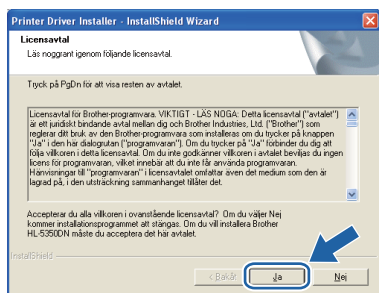 Printer Driver Installer - InstallShield Wizard
Licensavtal
Läs noggrant igenom följande licensavtal.
Tryck på PgDn för att visa resten av avtalet.
Licensavtal för Brother-programvara. VIKTIGT - LÄS NOGA: Detta licensavtal ("avtalet")
är ett juridiskt bindande avtal mellan dig och Brother Industries, Ltd. ("Brother") som
reglerar ditt bruk av den Brother-programvara som installeras om du trycker på knappen
"Ja" i den här dialogrutan ("programvaran"). Om du trycker på "Ja" förbinder du dig att
följa villkoren i detta licensavtal. Om du inte godkänner villkoren i avtalet beviljas du ingen
licens för programvaran, vilket innebär att du inte får använda programvaran.
Hänvisningar till "programvaran" i licensavtalet omfattar även det medium som den är
lagrad på, i den utsträckning sammanhanget tillåter det.
Accepterar du alla villkoren i ovanstående licensavtal? Om du väljer Nej
kommer installationsprogrammet att stängas. Om du vill installera Brother
HL-5350DN måste du acceptera det här avtalet.
InstallShield
< Bakåt Ja Nej